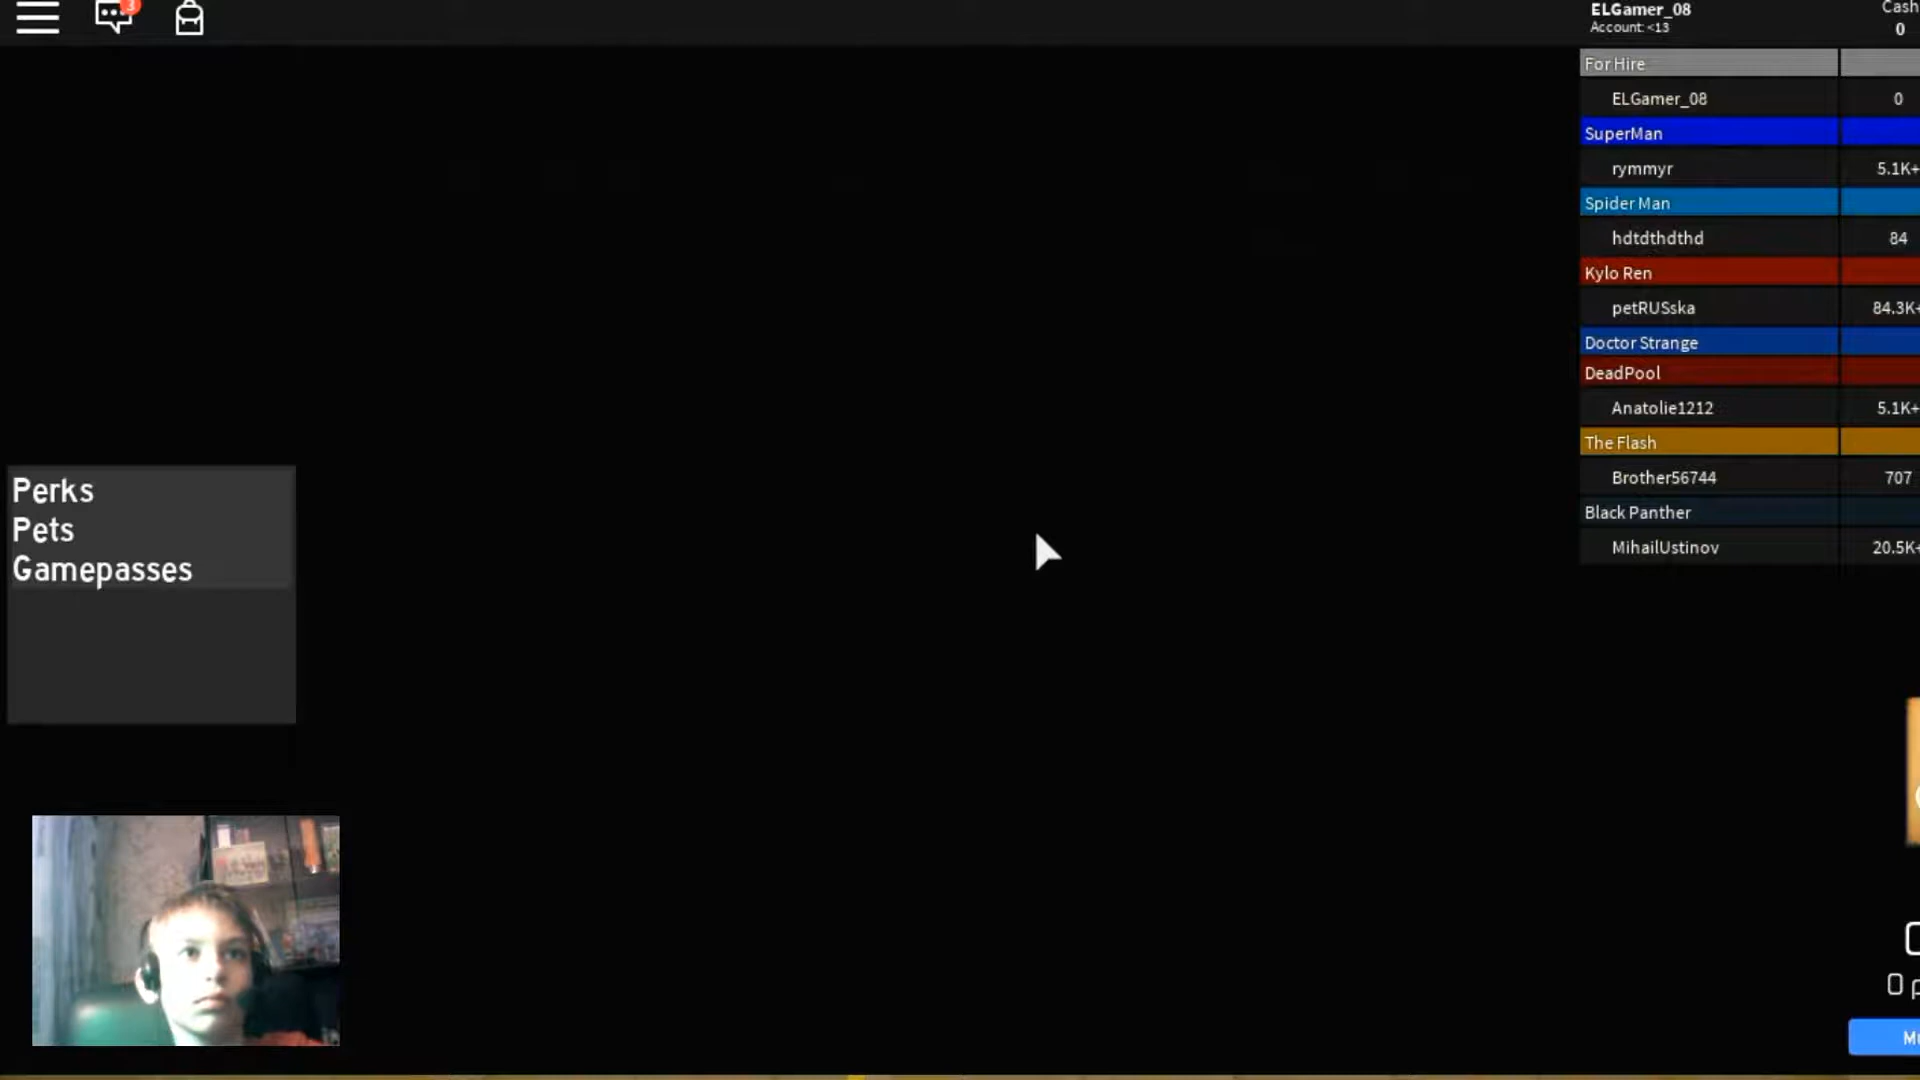 3
ELGamer_08
Account: <13
Cash
0
For Hire
ELGamer_08 0
SuperMan
rymmyr 5.1K+
Spider Man
hdtdthdthd 84
Kylo Ren
petRUSska 84.3K+
Doctor Strange
DeadPool
Anatolie1212 5.1K+
The Flash
Brother56744 707
Black Panther
MihailUstinov 20.5K+
Perks
Pets
Gamepasses
0